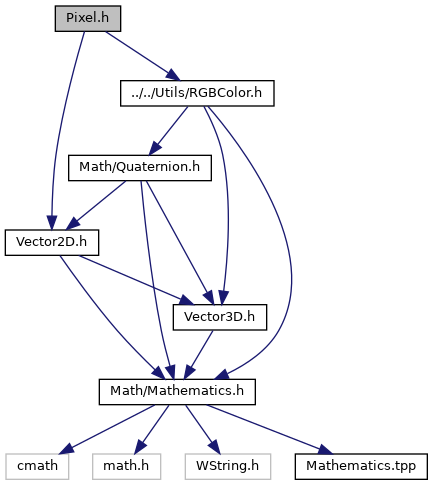 Pixel.h
../../Utils/RGBColor.h
Math/Quaternion.h
Vector2D.h
Vector3D.h
Math/Mathematics.h
cmath
math.h
WString.h
Mathematics.tpp